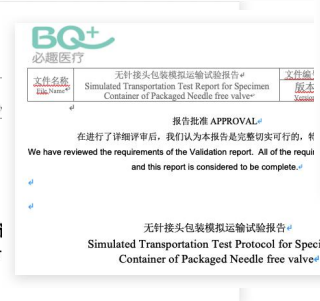 BQ+
必趣医疗
文件名称
File Name
无针接头包装模拟运输试验报告
Simulated Transportation Test Report for Specimen
Container of Packaged Needle free valve
文件编
版本
Version
报告批准 APPROVAL
在进行了详细评审后，我们认为本报告是完整切实可行的，
We have reviewed the requirements of the Validation report. All of the requi
and this report is considered to be complete.
无针接头包装模拟运输试验报告
Simulated Transportation Test Protocol for Speci
Container of Packaged Needle free valve